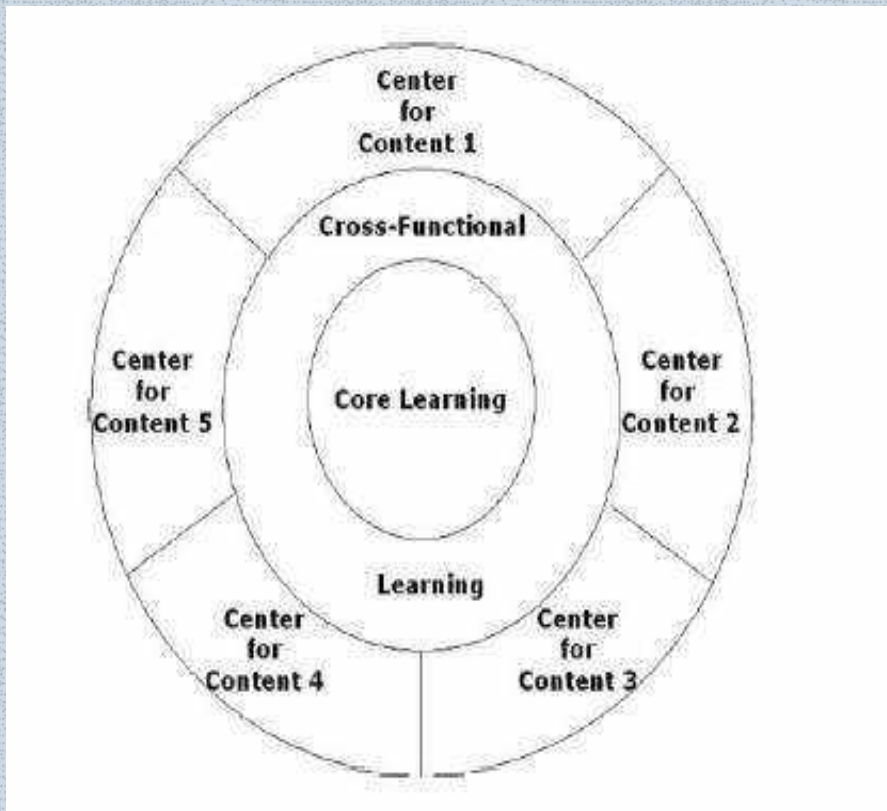 Center
for
Content 1
Cross-Functional
Core Learning
Learning
Center
for
Content 2
Center
for
Content 3
Center
for
Content 4
Center
for
Content 5